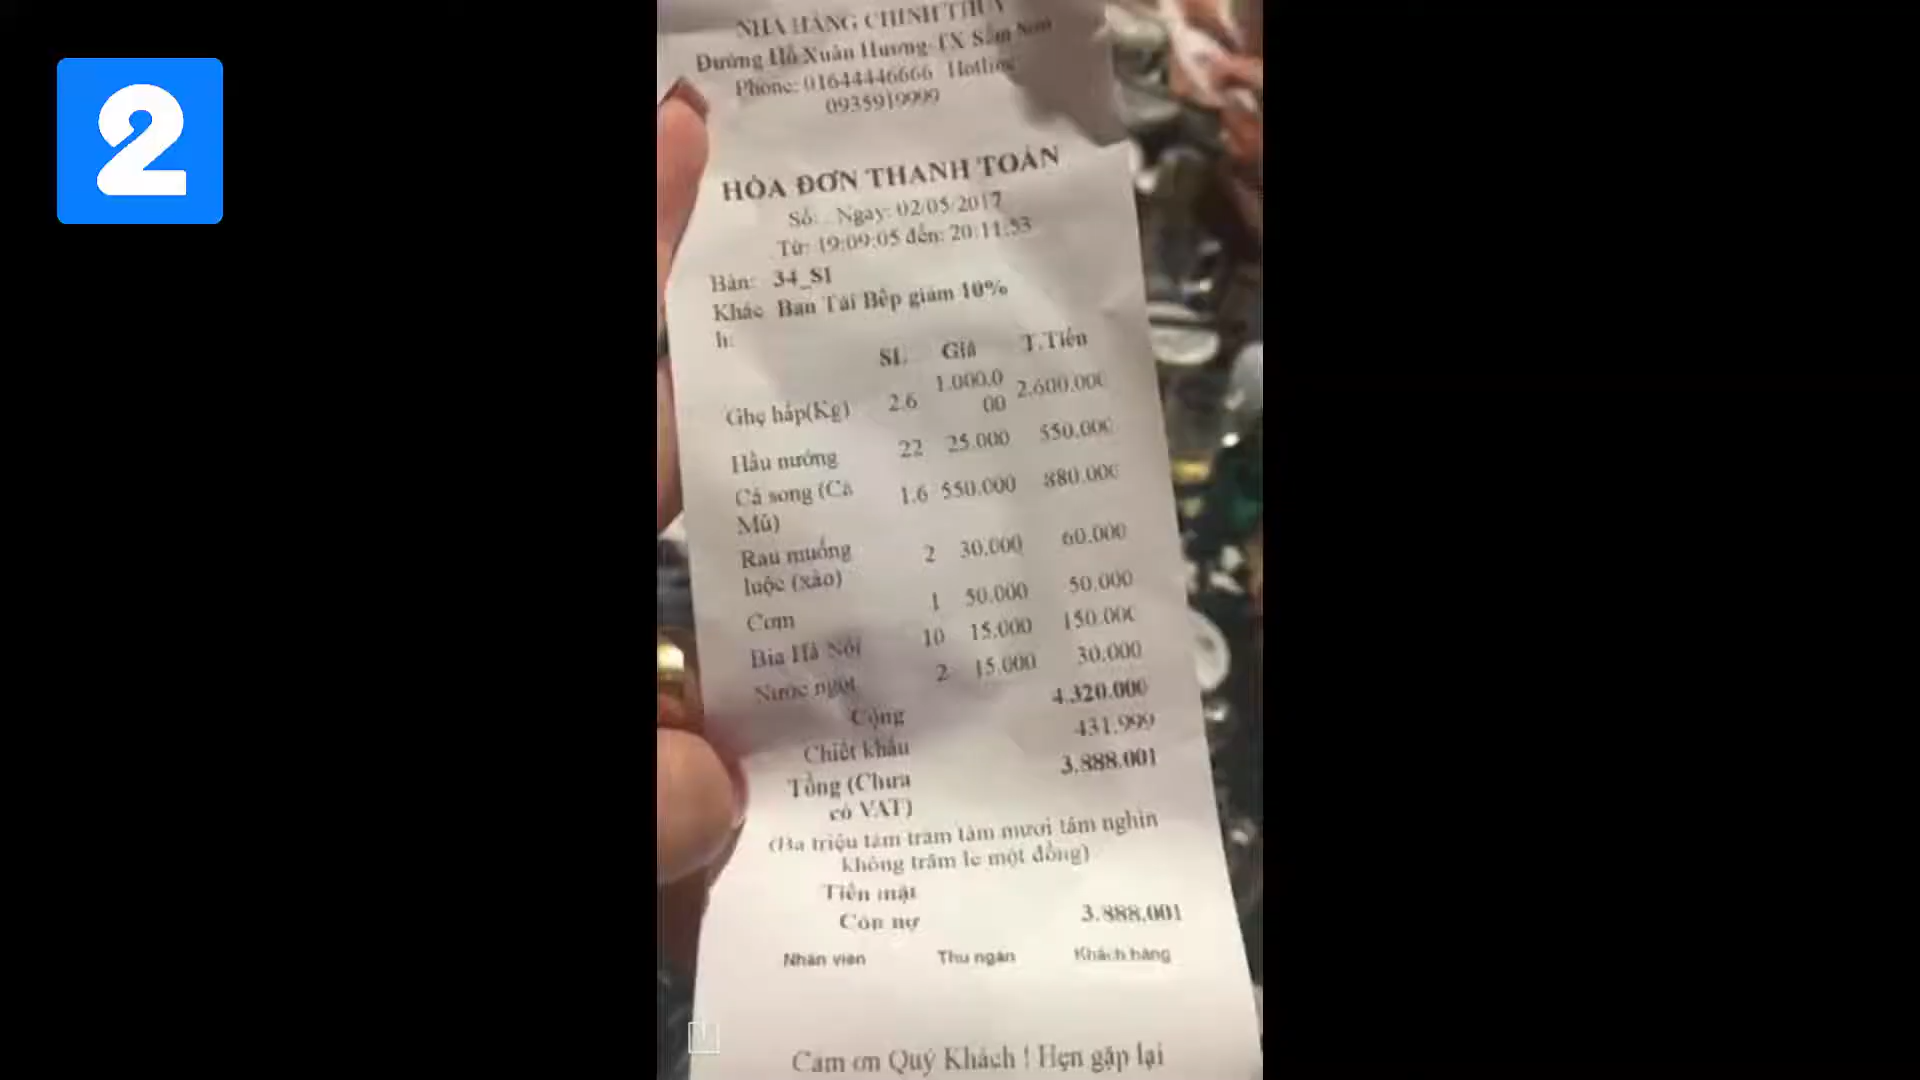 2
NHÀ HÀNG CHINH THUY
Đường Hồ Xuân Hương-TX Sầm Sơn
Phone: 01644446666 Hotline
0935919999
HÓA ĐƠN THANH TOÁN
Số: Ngay: 02/05/2017
Từ: 19:09:05 đến: 20:11:53
Bàn: 34_S1
Khác Ban Tái Bếp giảm 10%
h:
SL Giá T.Tiền
Ghẹ hấp(Kg) 2.6 1.000.0 00 2.600.000
Hầu nướng 22 25.000 550.000
Cá song (Cá 1.6 550.000 880.000
Mú)
Rau muống 2 30.000 60.000
luộc (xào)
Cơm 1 50.000 50.000
Bia Hà Nội 10 15.000 150.000
Nước ngọt 2 15.000 30.000
Cộng 4.320.000
Chiết khấu 431.999
Tổng (Chưa 3.888.001
có VAT)
(Ba triệu tám trăm tám mươi tám nghìn
không trăm lẻ một đồng)
Tiền mặt
Còn nợ 3.888.001
Nhân viên Thu ngân Khách hàng
Cám ơn Quý Khách ! Hẹn gặp lại